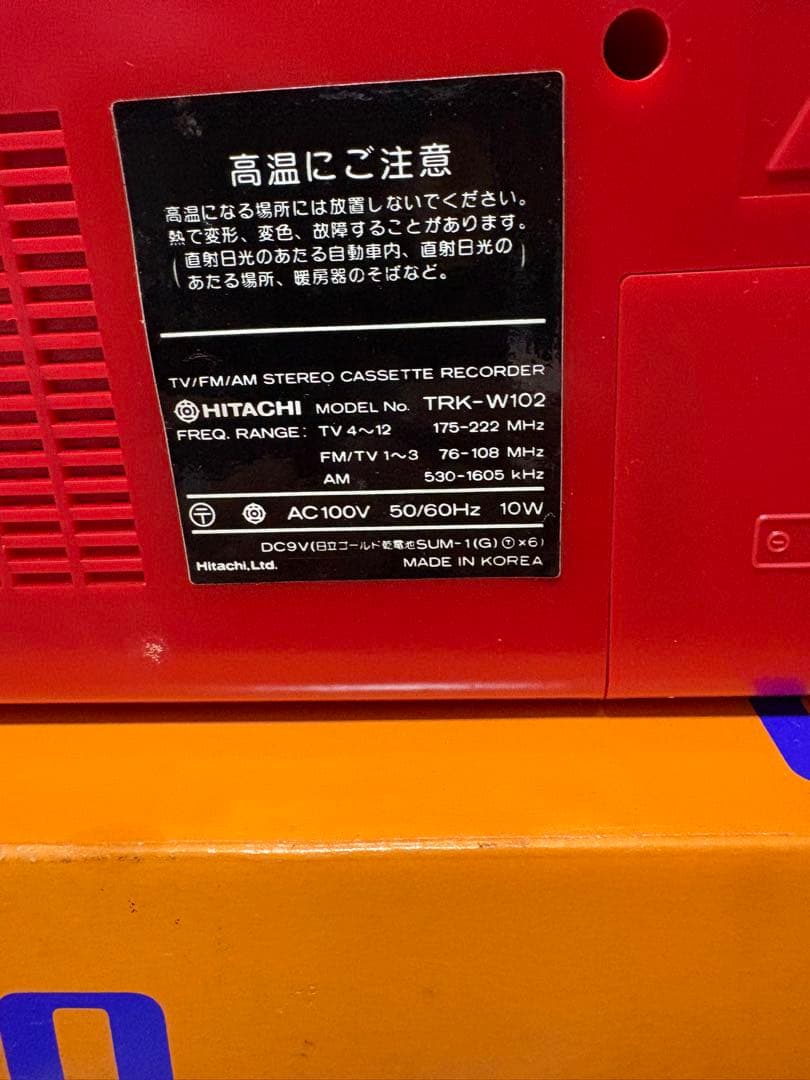 高温にご注意
高温になる場所には放置しないでください。
熱で変形、変色、故障することがあります。
(直射日光のあたる自動車内、直射日光の
あたる場所、暖房器のそばなど。)
TV/FM/AM STEREO CASSETTE RECORDER
HITACHI MODEL No. TRK-W102
FREQ. RANGE: TV 4～12 175-222 MHz
FM/TV 1～3 76-108 MHz
AM 530-1605 kHz
〒 AC100V 50/60Hz 10W
DC9V(日立ゴールド乾電池SUM-1(G)Ⓣ×6)
Hitachi,Ltd. MADE IN KOREA